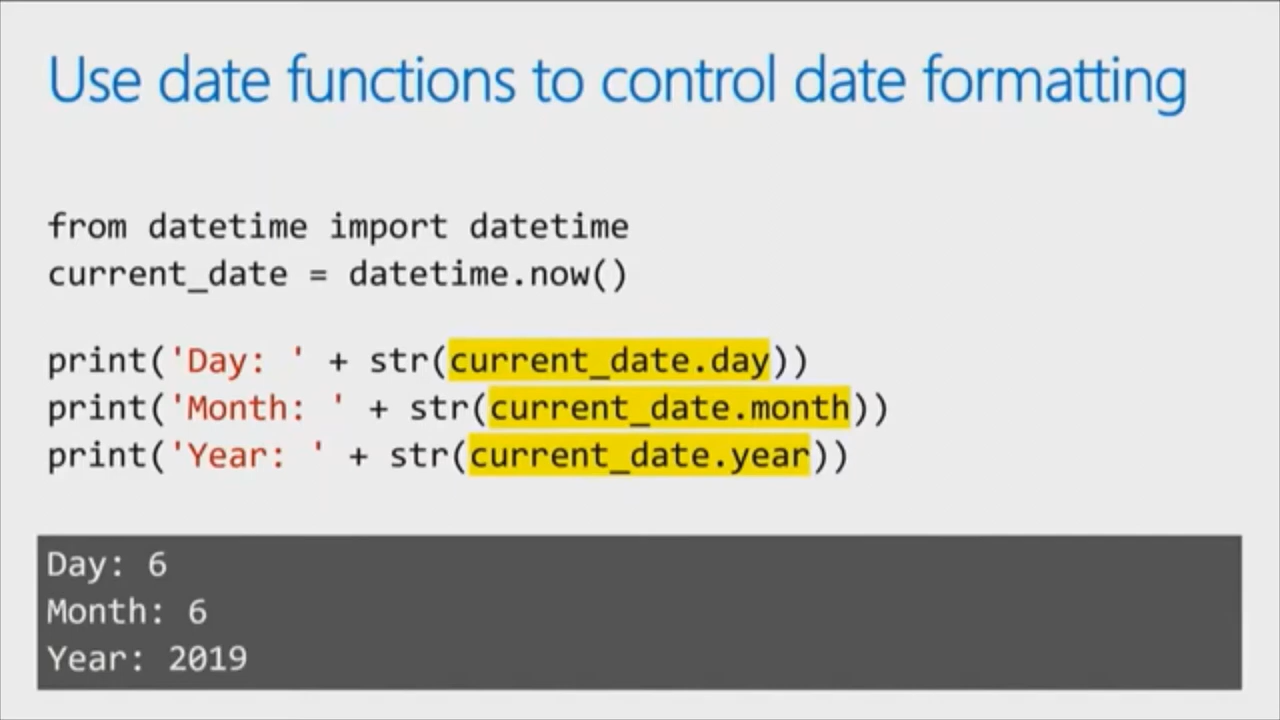 Use date functions to control date formatting
from datetime import datetime
current_date = datetime.now()
print('Day: ' + str(current_date.day))
print('Month: ' + str(current_date.month))
print('Year: ' + str(current_date.year))
Day: 6
Month: 6
Year: 2019